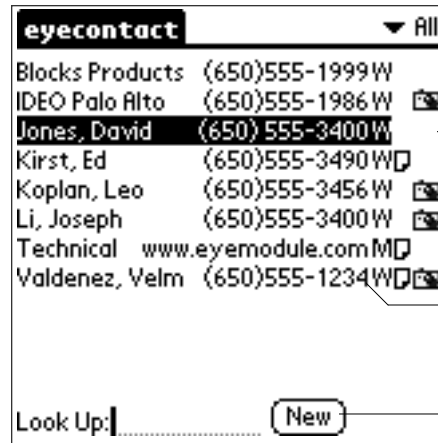 eyecontact All
Blocks Products (650)555-1999 W
IDEO Palo Alto (650)555-1986 W
Jones, David (650) 555-3400 W
Kirst, Ed (650)555-3490 W
Koplan, Leo (650)555-3456 W
Li, Joseph (650)555-3400 W
Technical www.eyemodule.com M
Valdenez, Velm (650)555-1234 W
Look Up: New